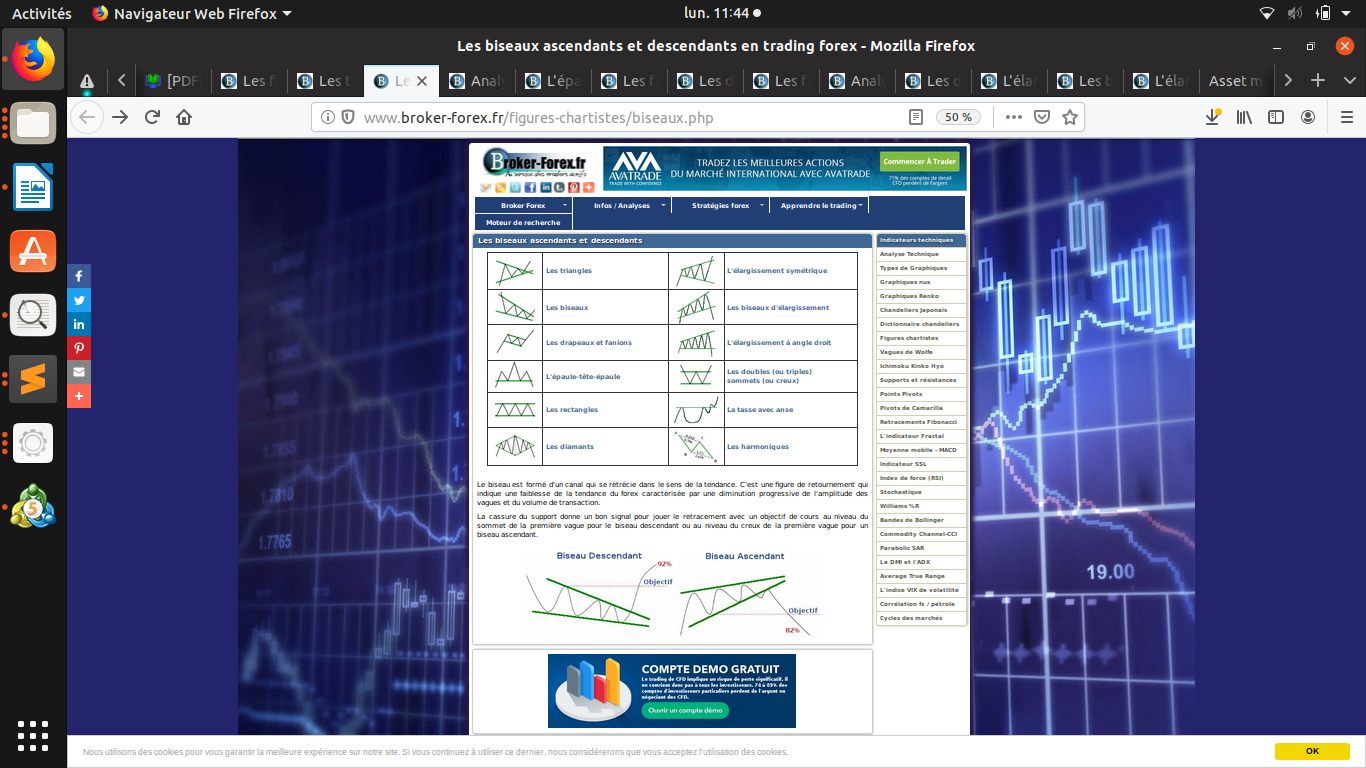 Activités
Navigateur Web Firefox
lun. 11:44
Les biseaux ascendants et descendants en trading forex - Mozilla Firefox
[PDF
Les f
Les t
Le
Analy
L'épa
Les f
Les d
Les f
Analy
Les d
L'élar
Les b
L'élar
Asset m
www.broker-forex.fr/figures-chartistes/biseaux.php
50 %
Broker-Forex.fr
AVATRADE
TRADE WITH CONFIDENCE
TRADEZ LES MEILLEURES ACTIONS
DU MARCHÉ INTERNATIONAL AVEC AVATRADE
Commencer À Trader
71% des comptes de detail
CFD perdent de l'argent
Broker Forex
Infos / Analyses
Stratégies forex
Apprendre le trading
Moteur de recherche
Les biseaux ascendants et descendants
Les triangles
L'élargissement symétrique
Les biseaux
Les biseaux d'élargissement
Les drapeaux et fanions
L'élargissement à angle droit
L'épaule-tête-épaule
Les doubles (ou triples)
sommets (ou creux)
Les rectangles
La tasse avec anse
Les diamants
Les harmoniques
Le biseau est formé d'un canal qui se rétrécie dans le sens de la tendance. C'est une figure de retournement qui
indique une faiblesse de la tendance du forex caractérisée par une diminution progressive de l'amplitude des
vagues et du volume de transaction.
La cassure du support donne un bon signal pour jouer le retracement avec un objectif de cours au niveau du
sommet de la première vague pour le biseau descendant ou au niveau du creux de la première vague pour un
biseau ascendant.
Biseau Descendant
92%
Objectif
Biseau Ascendant
Objectif
82%
COMPTE DEMO GRATUIT
Le trading de CFD implique un risque de perte significatif, il
ne convient donc pas à tous les investisseurs. 74 à 89% des
comptes d'investisseurs particuliers perdent de l'argent en
négociant des CFD.
Ouvrir un compte démo
Indicateurs techniques
Analyse Technique
Types de Graphiques
Graphiques nus
Graphiques Renko
Chandeliers Japonais
Dictionnaire chandeliers
Figures chartistes
Vagues de Wolfe
Ichimoku Kinko Hyo
Supports et résistances
Points Pivots
Pivots de Camarilla
Retracements Fibonacci
L'indicateur Fractal
Moyenne mobile - MACD
Indicateur SSL
Index de force (RSI)
Stochastique
Williams %R
Bandes de Bollinger
Commodity Channel-CCI
Parabolic SAR
Le DMI et l'ADX
Average True Range
L'indice VIX de volatilité
Corrélation fx / pétrole
Cycles des marchés
1.7810
1.7765
19.00
Nous utilisons des cookies pour vous garantir la meilleure expérience sur notre site. Si vous continuez à utiliser ce dernier, nous considérerons que vous acceptez l'utilisation des cookies.
OK